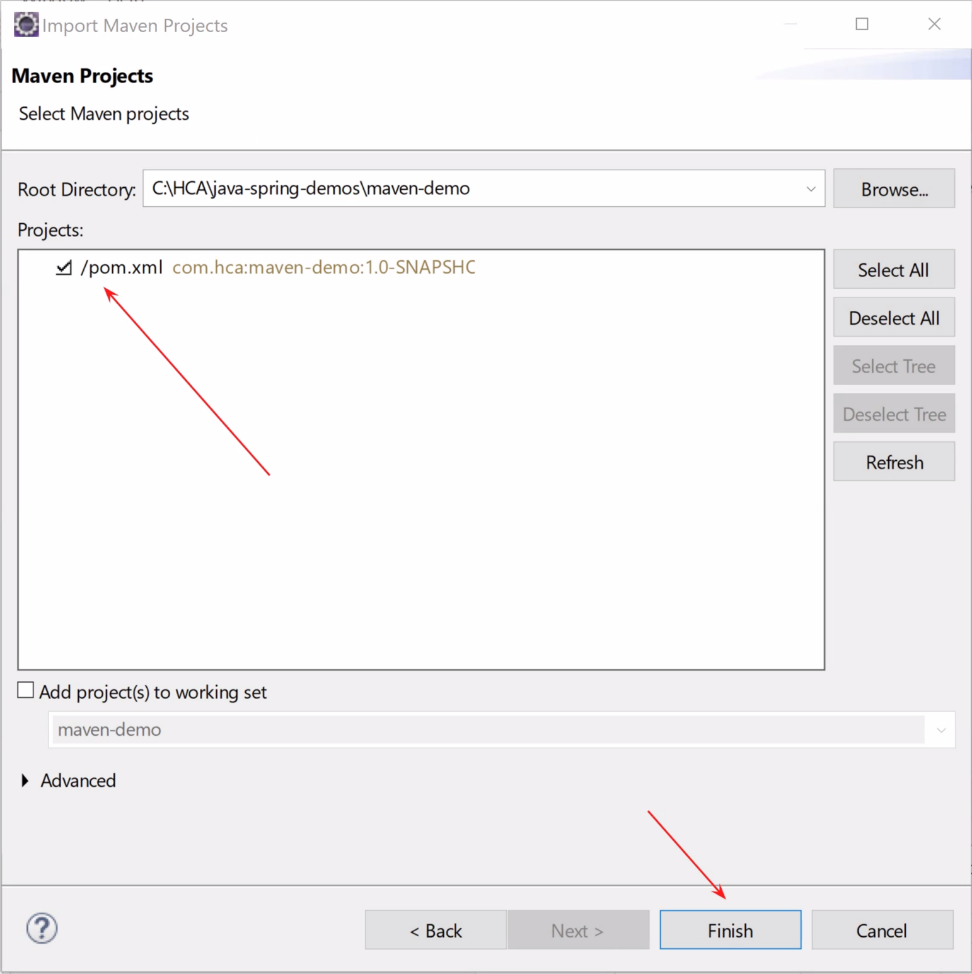 Import Maven Projects
Maven Projects
Select Maven projects
Root Directory: C:\HCA\java-spring-demos\maven-demo Browse...
Projects:
/pom.xml com.hca:maven-demo:1.0-SNAPSHC
Select All
Deselect All
Select Tree
Deselect Tree
Refresh
Add project(s) to working set
maven-demo
Advanced
? < Back Next > Finish Cancel